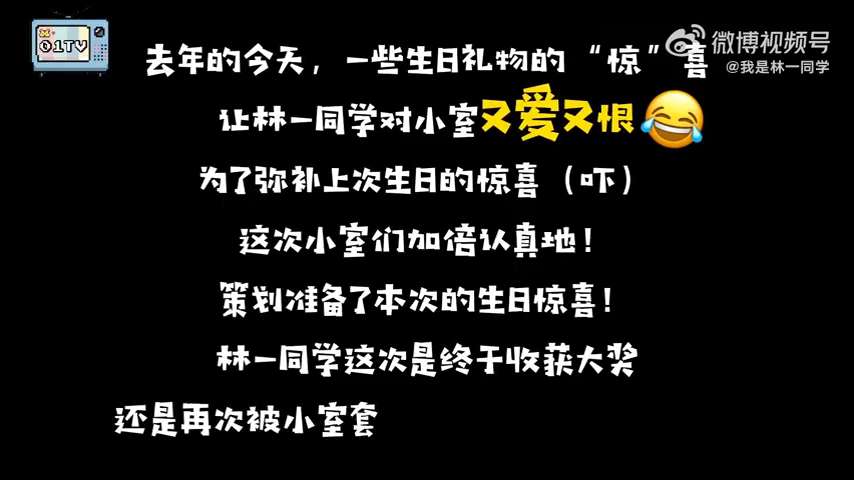 01TV
微博视频号
@我是林一同学
去年的今天，一些生日礼物的“惊”喜
让林一同学对小室又爱又恨
为了弥补上次生日的惊喜（吓）
这次小室们加倍认真地！
策划准备了本次的生日惊喜！
林一同学这次是终于收获大奖
还是再次被小室套